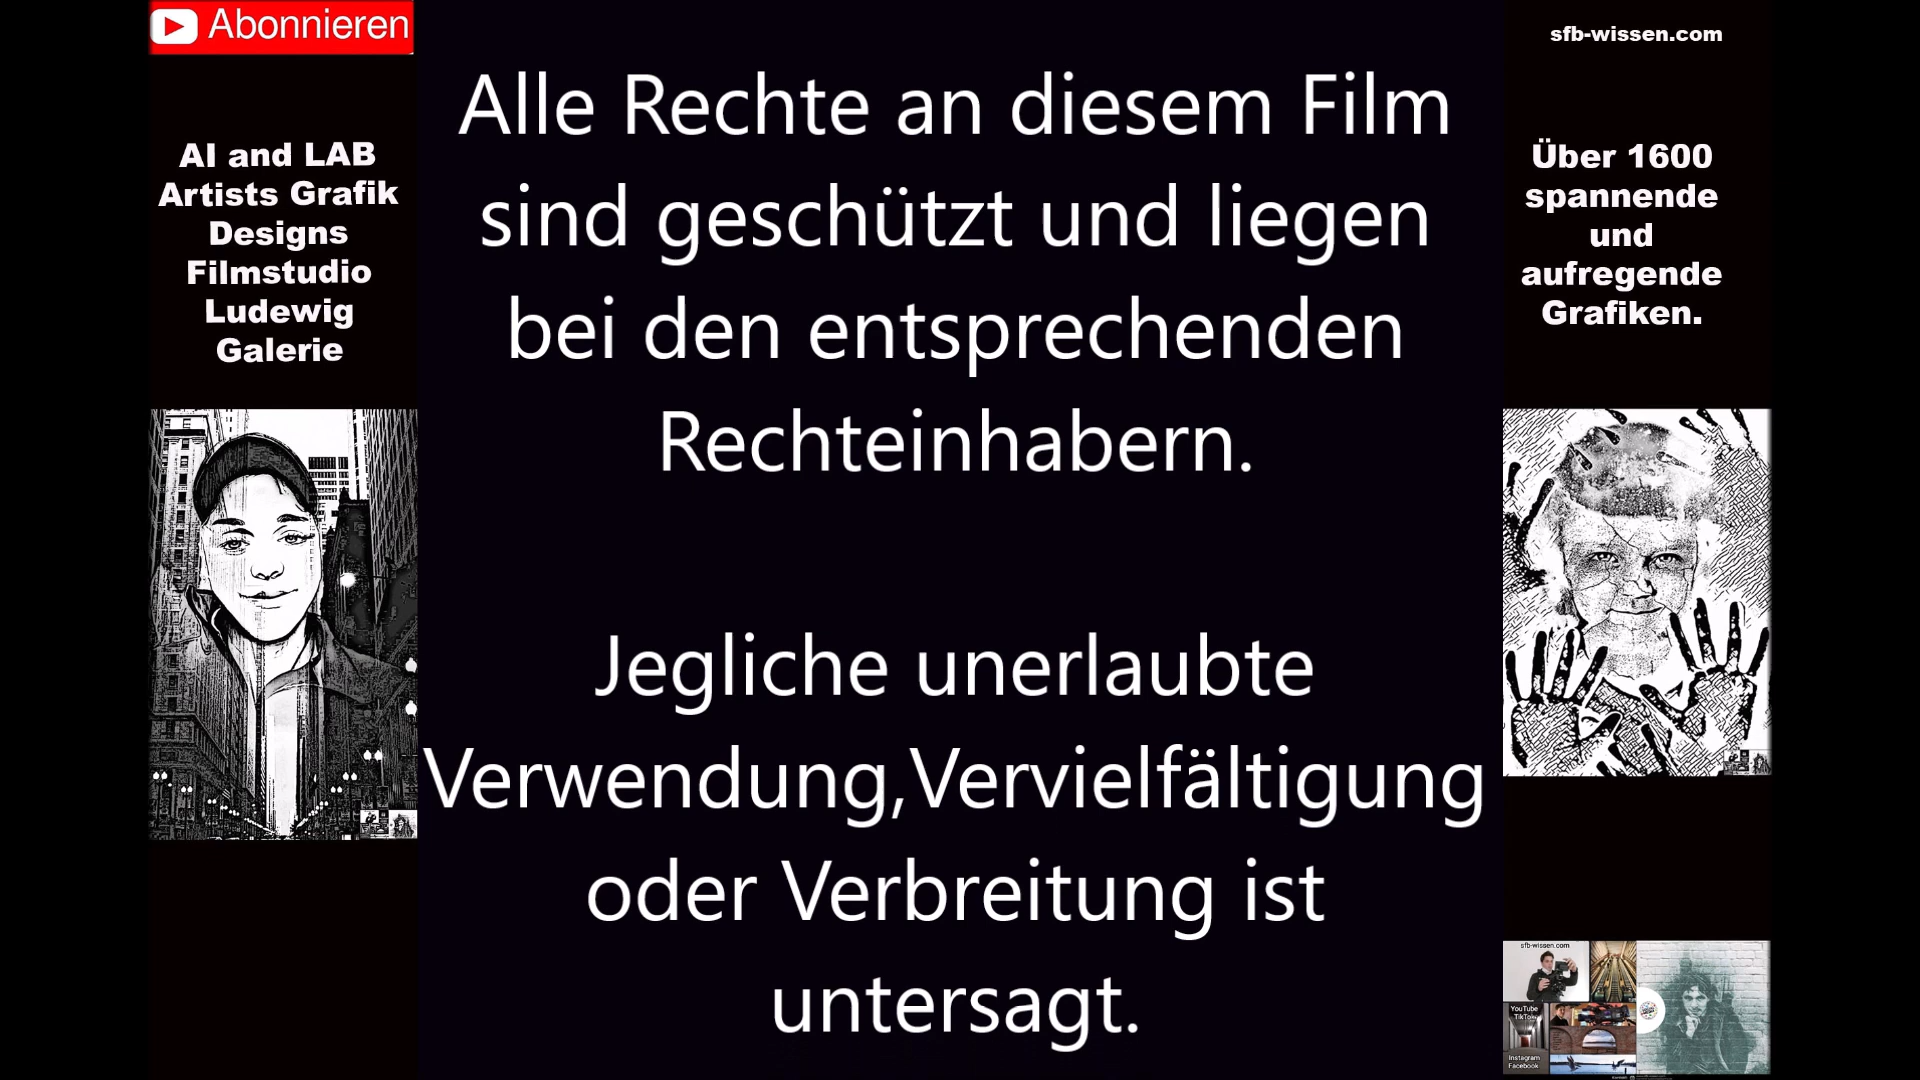 Abonnieren
AI and LAB
Artists Grafik
Designs
Filmstudio
Ludewig
Galerie
Alle Rechte an diesem Film
sind geschützt und liegen
bei den entsprechenden
Rechteinhabern.
Jegliche unerlaubte
Verwendung,Vervielfältigung
oder Verbreitung ist
untersagt.
sfb-wissen.com
Über 1600
spannende
und
aufregende
Grafiken.
sfb-wissen.com
YouTube
TikTok
Instagram
Facebook